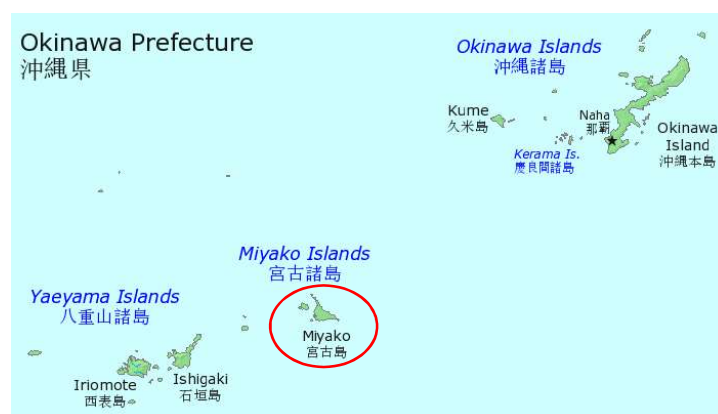 Okinawa Prefecture
沖縄県
Okinawa Islands
沖縄諸島
Kume
久米島
Naha
那覇
Okinawa
Island
沖縄本島
Kerama Is.
慶良間諸島
Miyako Islands
宮古諸島
Miyako
宮古島
Yaeyama Islands
八重山諸島
Ishigaki
石垣島
Iriomote
西表島